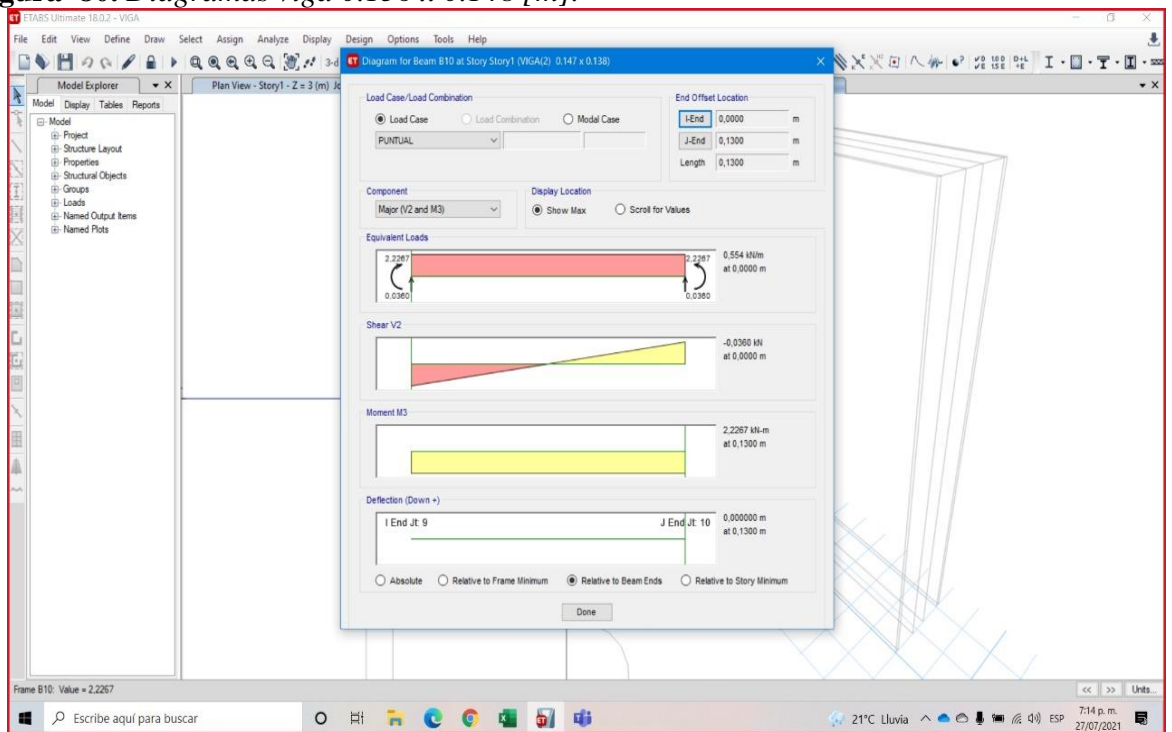 Diagramas viga 0.138 x 0.148 [m].
ETABS Ultimate 18.0.2 - VIGA
File Edit View Define Draw Select Assign Analyze Display Design Options Tools Help
3-d
Model Explorer
Model Display Tables Reports
Model
Project
Structure Layout
Properties
Structural Objects
Groups
Loads
Named Output Items
Named Plots
Plan View - Story1 - Z = 3 (m)
Diagram for Beam B10 at Story Story1 (VIGA(2) 0.147 x 0.138)
Load Case/Load Combination
Load Case Load Combination Modal Case
PUNTUAL
End Offset Location
I-End 0,0000 m
J-End 0,1300 m
Length 0,1300 m
Component
Major (V2 and M3)
Display Location
Show Max Scroll for Values
Equivalent Loads
2.2267 2.2267
0.0360 0.0360
0,554 kN/m
at 0,0000 m
Shear V2
-0,0360 kN
at 0,0000 m
Moment M3
2,2267 kN-m
at 0,1300 m
Deflection (Down +)
I End Jt: 9 J End Jt: 10
0,000000 m
at 0,1300 m
Absolute Relative to Frame Minimum Relative to Beam Ends Relative to Story Minimum
Done
Frame B10: Value = 2,2267
<< >> Units...
Escribe aquí para buscar
21°C Lluvia ESP 7:14 p. m.
27/07/2021